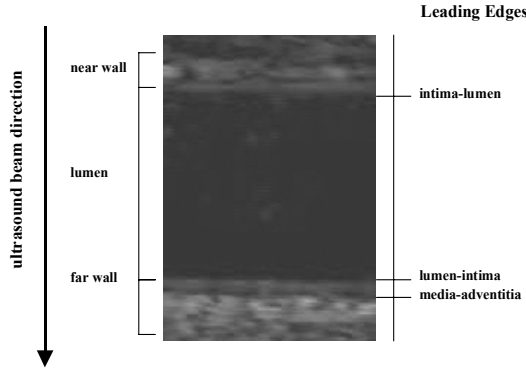 Leading Edges
near wall
intima-lumen
lumen
ultrasound beam direction
far wall
lumen-intima
media-adventitia